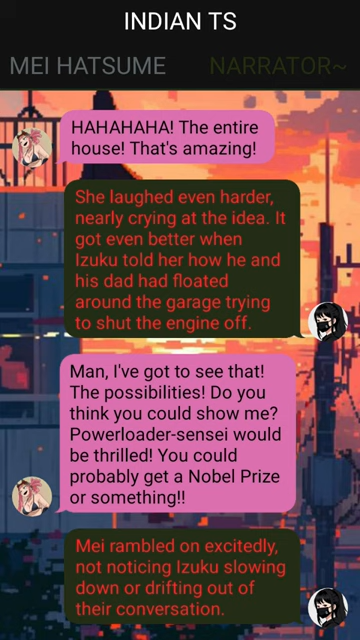 INDIAN TS
MEI HATSUME NARRATOR~
HAHAHAHA! The entire
house! That's amazing!
She laughed even harder,
nearly crying at the idea. It
got even better when
Izuku told her how he and
his dad had floated
around the garage trying
to shut the engine off.
Man, I've got to see that!
The possibilities! Do you
think you could show me?
Powerloader-sensei would
be thrilled! You could
probably get a Nobel Prize
or something!!
Mei rambled on excitedly,
not noticing Izuku slowing
down or drifting out of
their conversation.